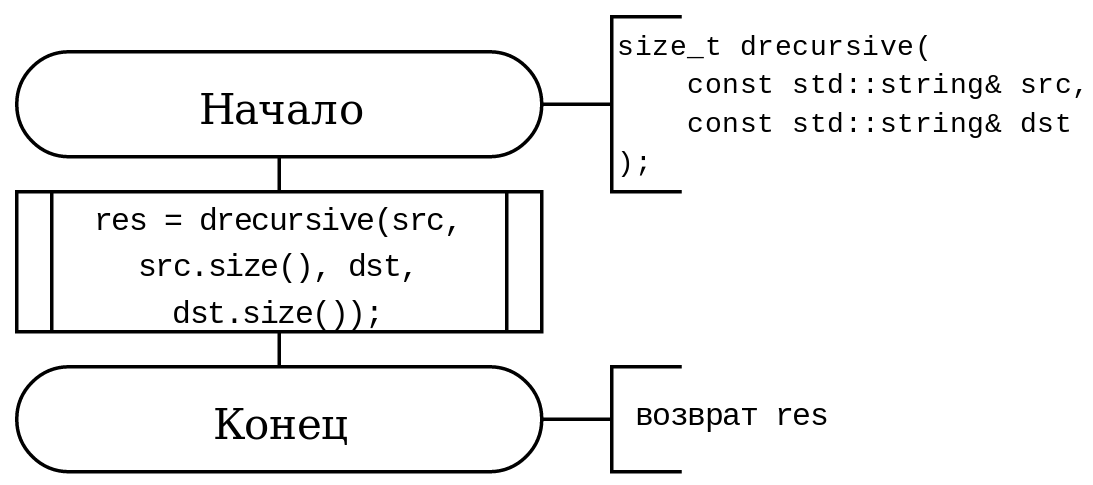 Начало
size_t drecursive(
const std::string& src,
const std::string& dst
);
res = drecursive(src,
src.size(), dst,
dst.size());
Конец
возврат res